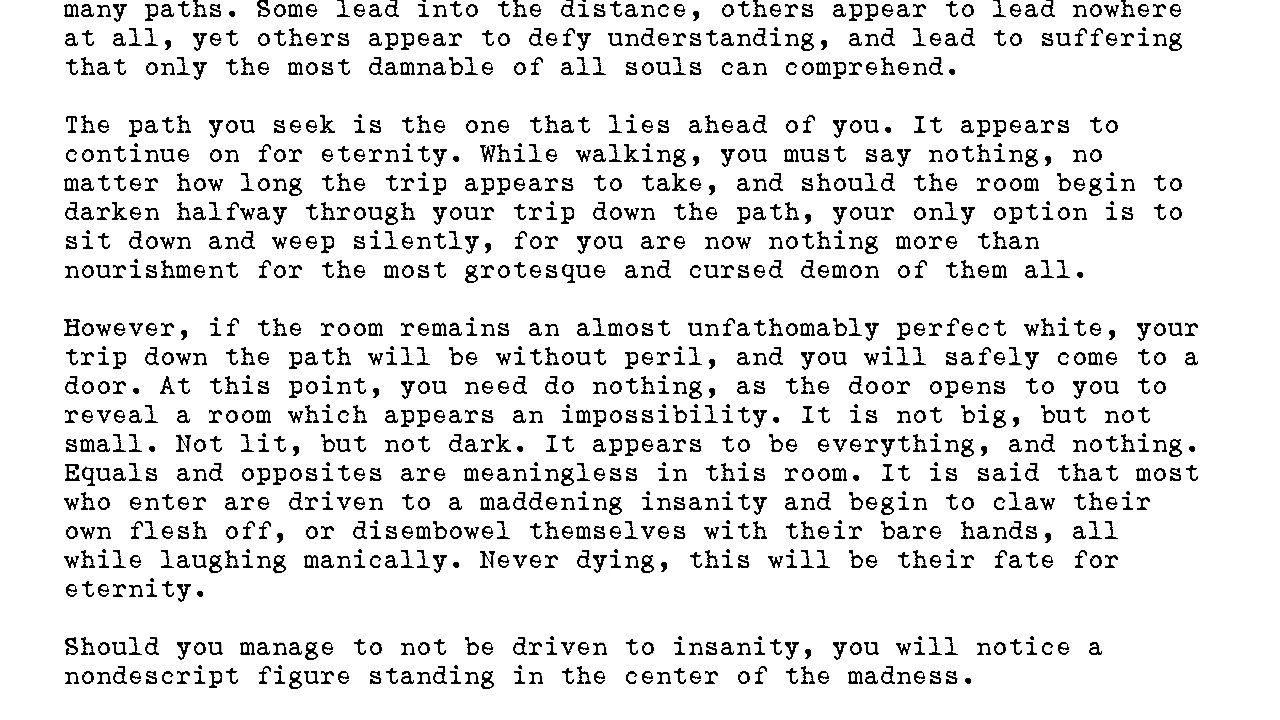 many paths. Some lead into the distance, others appear to lead nowhere
at all, yet others appear to defy understanding, and lead to suffering
that only the most damnable of all souls can comprehend.
The path you seek is the one that lies ahead of you. It appears to
continue on for eternity. While walking, you must say nothing, no
matter how long the trip appears to take, and should the room begin to
darken halfway through your trip down the path, your only option is to
sit down and weep silently, for you are now nothing more than
nourishment for the most grotesque and cursed demon of them all.
However, if the room remains an almost unfathomably perfect white, your
trip down the path will be without peril, and you will safely come to a
door. At this point, you need do nothing, as the door opens to you to
reveal a room which appears an impossibility. It is not big, but not
small. Not lit, but not dark. It appears to be everything, and nothing.
Equals and opposites are meaningless in this room. It is said that most
who enter are driven to a maddening insanity and begin to claw their
own flesh off, or disembowel themselves with their bare hands, all
while laughing manically. Never dying, this will be their fate for
eternity.
Should you manage to not be driven to insanity, you will notice a
nondescript figure standing in the center of the madness.